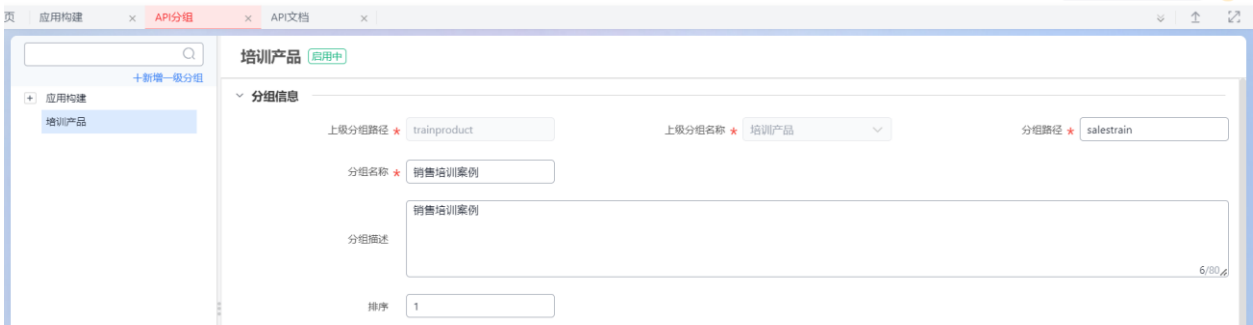 页 应用构建 × API分组 × API文档 ×
+新增一级分组
应用构建
培训产品
培训产品 启用中
分组信息
上级分组路径 * trainproduct 上级分组名称 * 培训产品 分组路径 * salestrain
分组名称 * 销售培训案例
分组描述 销售培训案例
6/80
排序 1